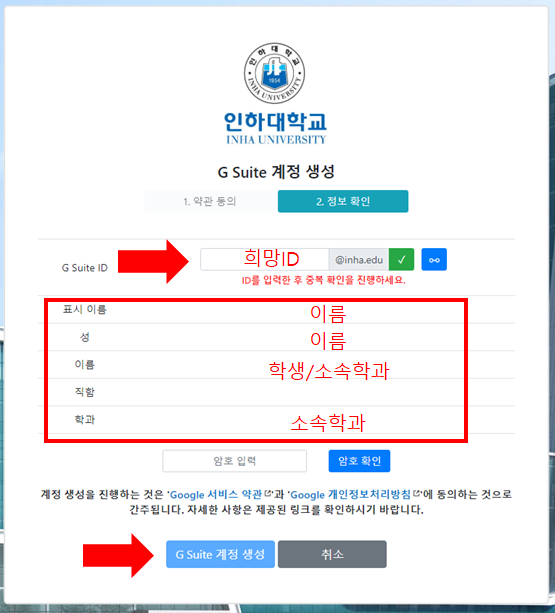 인하대학교
INHA UNIVERSITY
1954
인하대학교
INHA UNIVERSITY
G Suite 계정 생성
1. 약관 동의
2. 정보 확인
G Suite ID
희망ID
@inha.edu
✓
ID를 입력한 후 중복 확인을 진행하세요.
표시 이름
이름
성
이름
이름
학생/소속학과
직함
학과
소속학과
암호 입력
암호 확인
계정 생성을 진행하는 것은 'Google 서비스 약관'과 'Google 개인정보처리방침'에 동의하는 것으로
간주됩니다. 자세한 사항은 제공된 링크를 확인하시기 바랍니다.
G Suite 계정 생성
취소